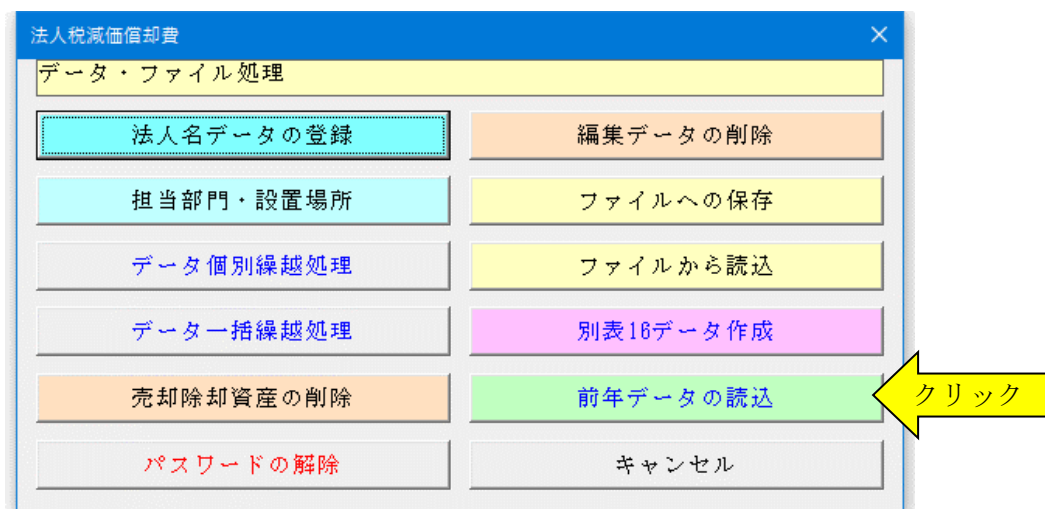 法人税減価償却費
データ・ファイル処理
法人名データの登録
編集データの削除
担当部門・設置場所
ファイルへの保存
データ個別繰越処理
ファイルから読込
データ一括繰越処理
別表16データ作成
売却除却資産の削除
前年データの読込
クリック
パスワードの解除
キャンセル